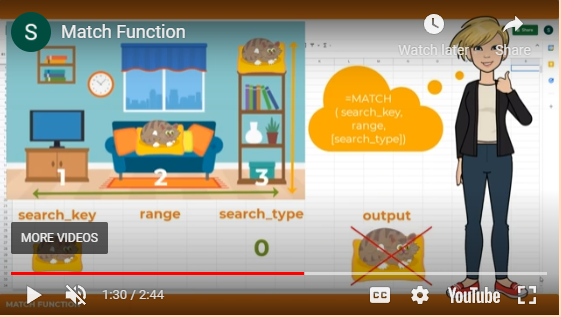 S
Match Function
Watch later
Share
Share
=MATCH
( search_key,
range,
[search_type])
1 2 3
search_key range search_type
output
0
MORE VIDEOS
1:30 / 2:44
CC
YouTube
MATCH FUNCTION